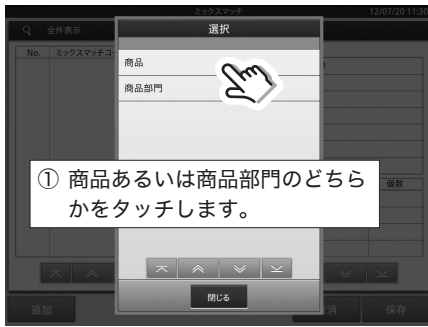 ミックスマッチ
12/07/20 11:30
全件表示
選択
No.
ミックスマッチコー
商品
商品部門
① 商品あるいは商品部門のどちら
かをタッチします。
個数
閉じる
追加
取消
保存